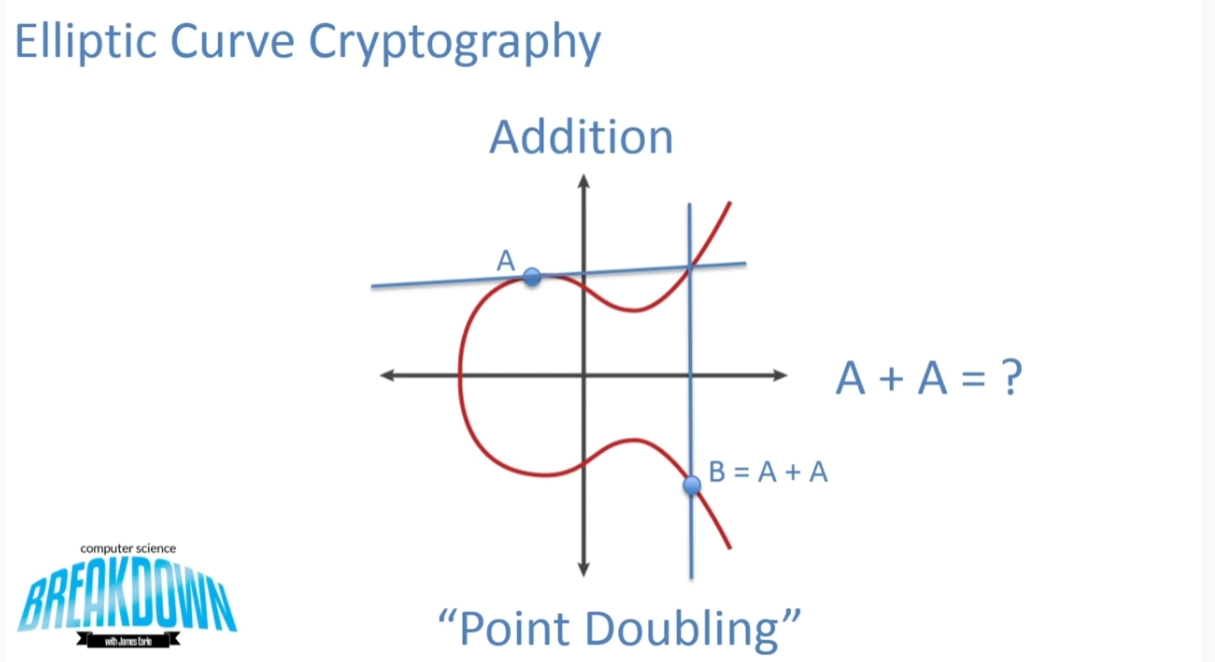 Elliptic Curve Cryptography
Addition
A
A + A = ?
B = A + A
computer science
BREAKDOWN
with James Earle
“Point Doubling”